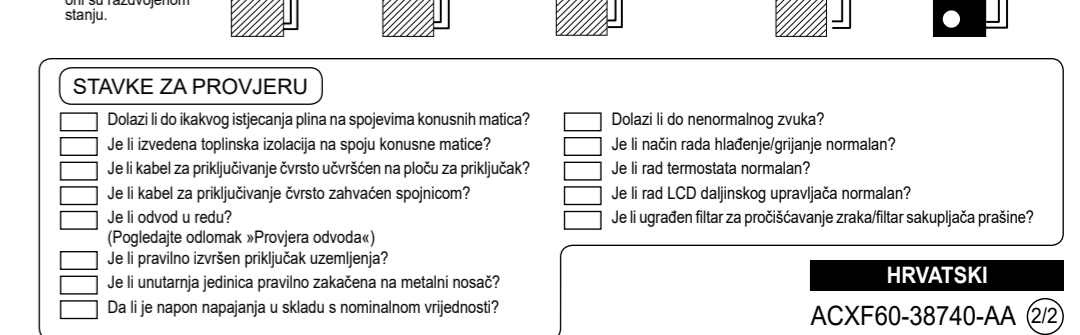 oni su razdvojenom
stanju.
STAVKE ZA PROVJERU
Dolazi li do ikakvog istjecanja plina na spojevima konusnih matica?
Je li izvedena toplinska izolacija na spoju konusne matice?
Je li kabel za priključivanje čvrsto učvršćen na ploču za priključak?
Je li kabel za priključivanje čvrsto zahvaćen spojnicom?
Je li odvod u redu?
(Pogledajte odlomak »Provjera odvoda«)
Je li pravilno izvršen priključak uzemljenja?
Je li unutarnja jedinica pravilno zakačena na metalni nosač?
Da li je napon napajanja u skladu s nominalnom vrijednosti?
Dolazi li do nenormalnog zvuka?
Je li način rada hlađenje/grijanje normalan?
Je li rad termostata normalan?
Je li rad LCD daljinskog upravljača normalan?
Je li ugrađen filtar za pročišćavanje zraka/filtar sakupljača prašine?
HRVATSKI
ACXF60-38740-AA 2/2